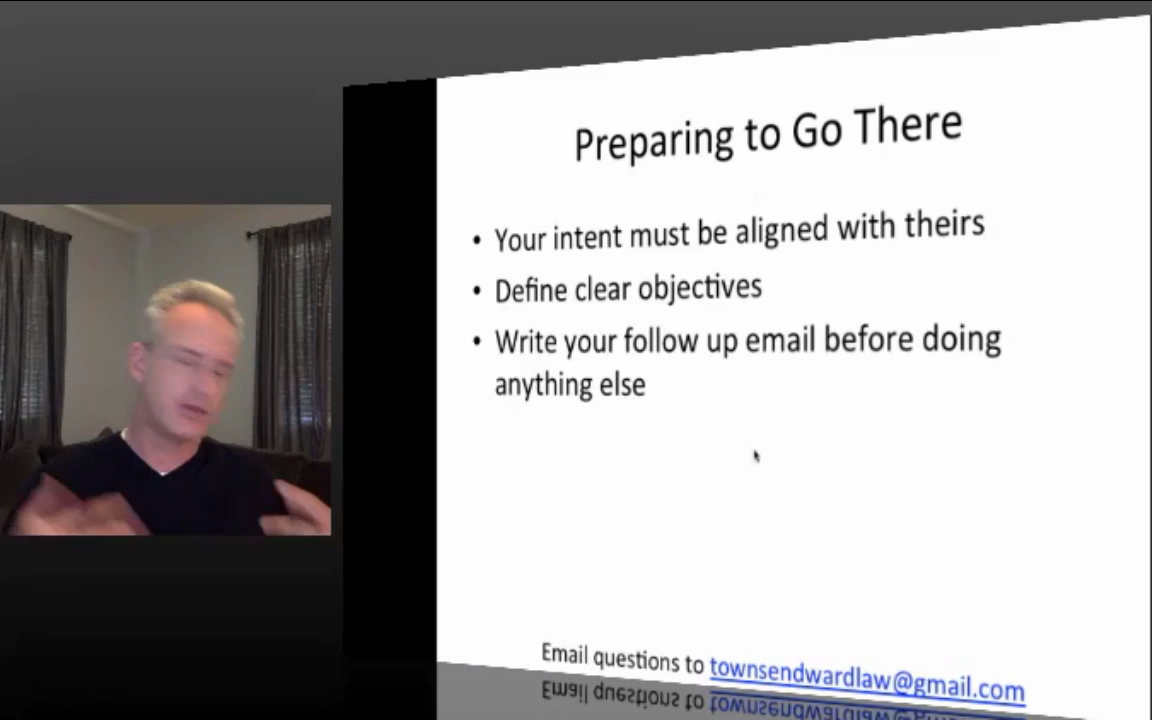 Preparing to Go There
• Your intent must be aligned with theirs
• Define clear objectives
• Write your follow up email before doing
anything else
Email questions to townsendwardlaw@gmail.com